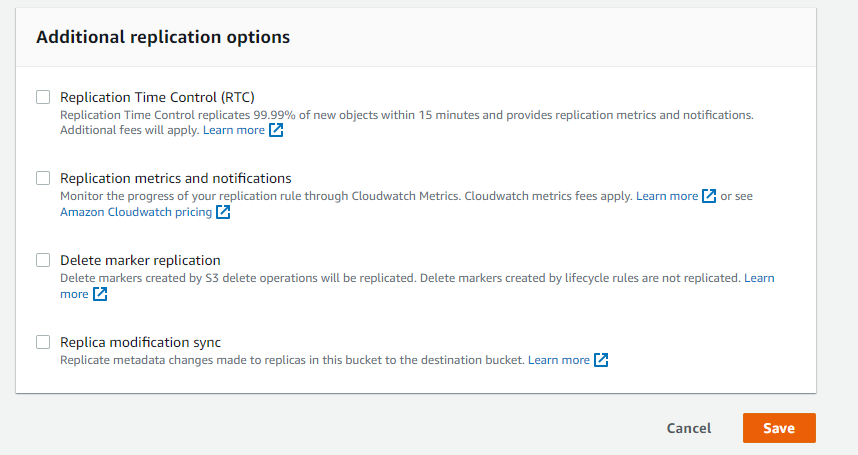 Additional replication options
Replication Time Control (RTC)
Replication Time Control replicates 99.99% of new objects within 15 minutes and provides replication metrics and notifications.
Additional fees will apply. Learn more
Replication metrics and notifications
Monitor the progress of your replication rule through Cloudwatch Metrics. Cloudwatch metrics fees apply. Learn more or see
Amazon Cloudwatch pricing
Delete marker replication
Delete markers created by S3 delete operations will be replicated. Delete markers created by lifecycle rules are not replicated. Learn
more
Replica modification sync
Replicate metadata changes made to replicas in this bucket to the destination bucket. Learn more
Cancel Save